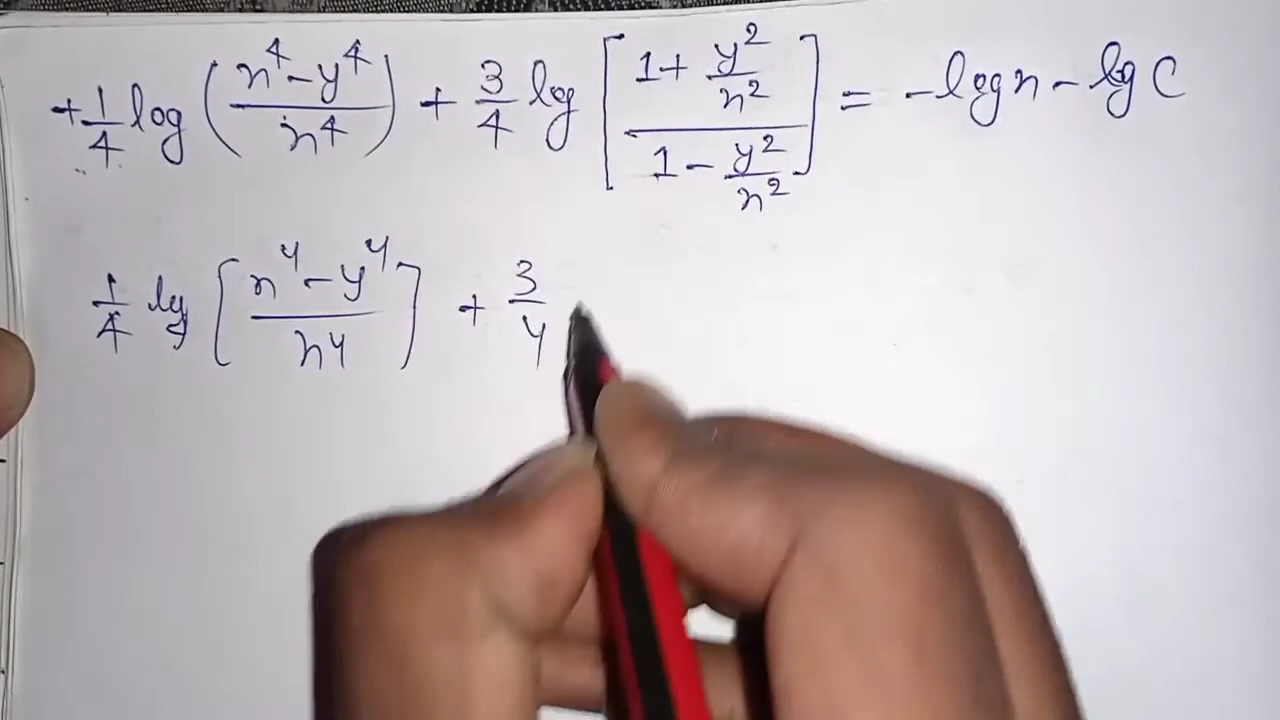 +1/4 log (x⁴-y⁴/x⁴) + 3/4 log [1+y²/x² / 1-y²/x²] = -log x - log C
1/4 log [x⁴-y⁴/x⁴] + 3/4